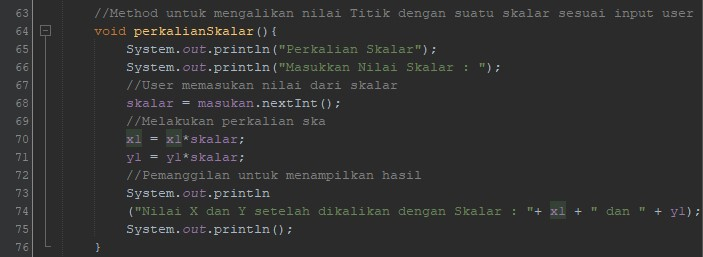 63 //Method untuk mengalikan nilai Titik dengan suatu skalar sesuai input user
64 void perkalianSkalar(){
65 System.out.println("Perkalian Skalar");
66 System.out.println("Masukkan Nilai Skalar : ");
67 //User memasukan nilai dari skalar
68 skalar = masukan.nextInt();
69 //Melakukan perkalian ska
70 x1 = x1*skalar;
71 y1 = y1*skalar;
72 //Pemanggilan untuk menampilkan hasil
73 System.out.println
74 ("Nilai X dan Y setelah dikalikan dengan Skalar : "+ x1 + " dan " + y1);
75 System.out.println();
76 }